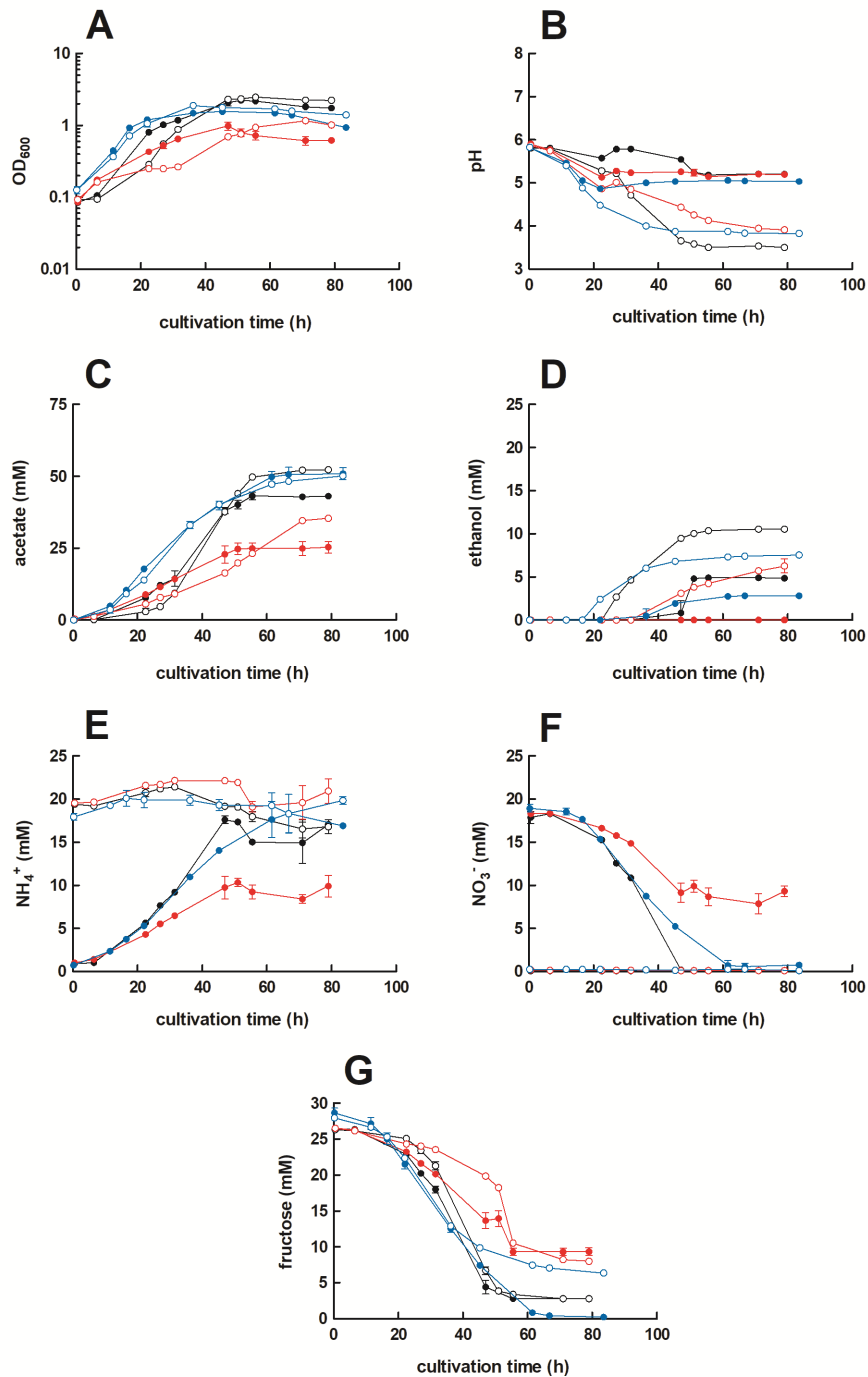 A
B
OD600
10
1
0.1
0.01
0 20 40 60 80 100
cultivation time (h)
pH
8
7
6
5
4
3
0 20 40 60 80 100
cultivation time (h)
C
D
acetate (mM)
75
50
25
0
0 20 40 60 80 100
cultivation time (h)
ethanol (mM)
25
20
15
10
5
0
0 20 40 60 80 100
cultivation time (h)
E
F
NH4+ (mM)
25
20
15
10
5
0
0 20 40 60 80 100
cultivation time (h)
NO3- (mM)
25
20
15
10
5
0
0 20 40 60 80 100
cultivation time (h)
G
fructose (mM)
30
25
20
15
10
5
0
0 20 40 60 80 100
cultivation time (h)